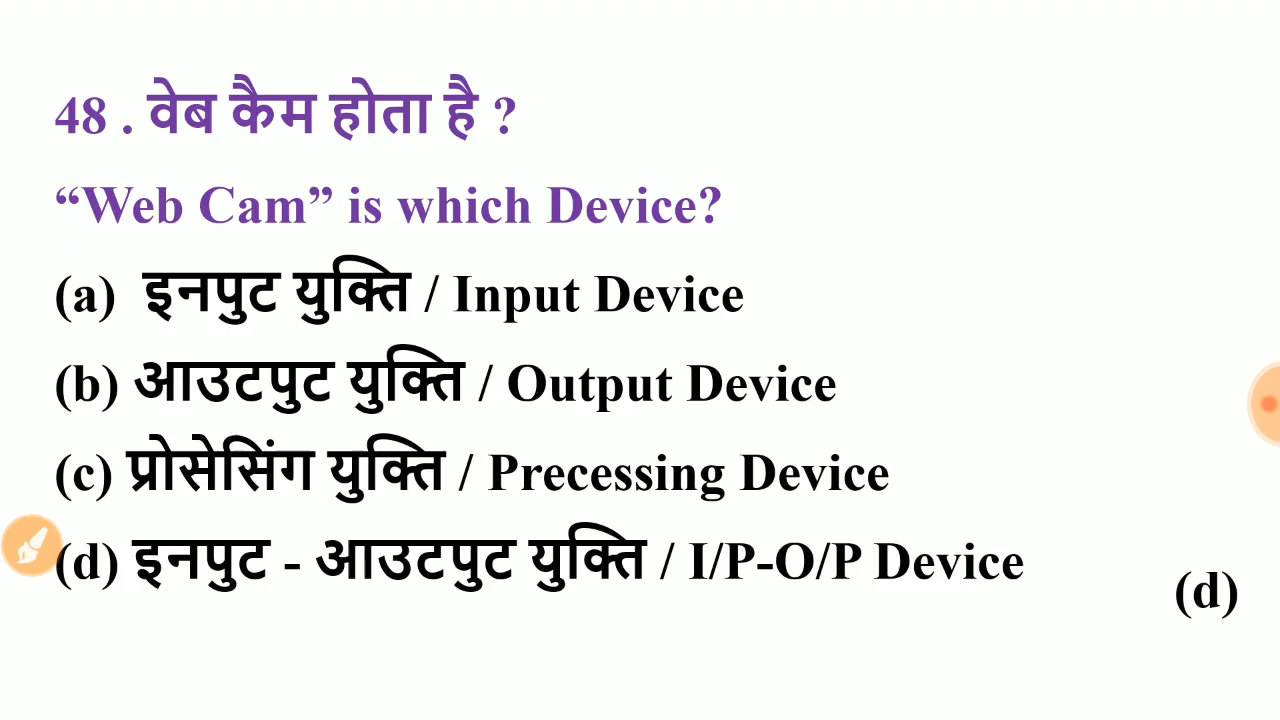 48 . वेब कैम होता है ?
“Web Cam” is which Device?
(a) इनपुट युक्ति / Input Device
(b) आउटपुट युक्ति / Output Device
(c) प्रोसेसिंग युक्ति / Precessing Device
(d) इनपुट - आउटपुट युक्ति / I/P-O/P Device
(d)